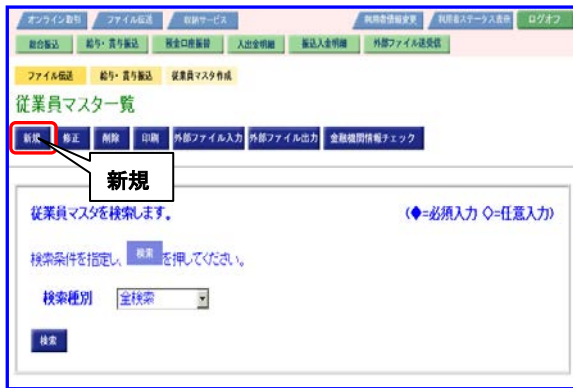 オンライン取引 ファイル伝送 収納サービス 利用者情報変更 利用者ステータス表示 ログオフ
総合振込 給与・賞与振込 預金口座振替 入出金明細 振込入金明細 外部ファイル送受信
ファイル伝送 給与・賞与振込 従業員マスタ作成
従業員マスター覧
新規 修正 削除 印刷 外部ファイル入力 外部ファイル出力 金融機関情報チェック
新規
従業員マスタを検索します。 (◆=必須入力 ◇=任意入力)
検索条件を指定し、 検索 を押してください。
検索種別 全検索
検索